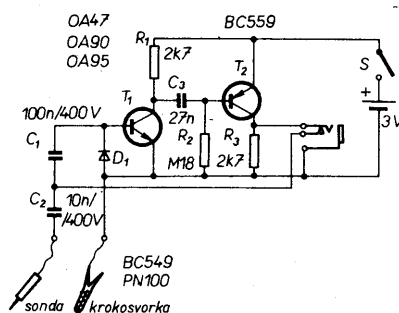 OA47
OA90
OA95
BC559
R₁
2k7
T₁
C₃
27n
T₂
S
+
3V
100n/400V
C₁
D₁
R₂
M18
R₃
2k7
C₂
10n/
/400V
BC549
PN100
sonda
krokosvorka